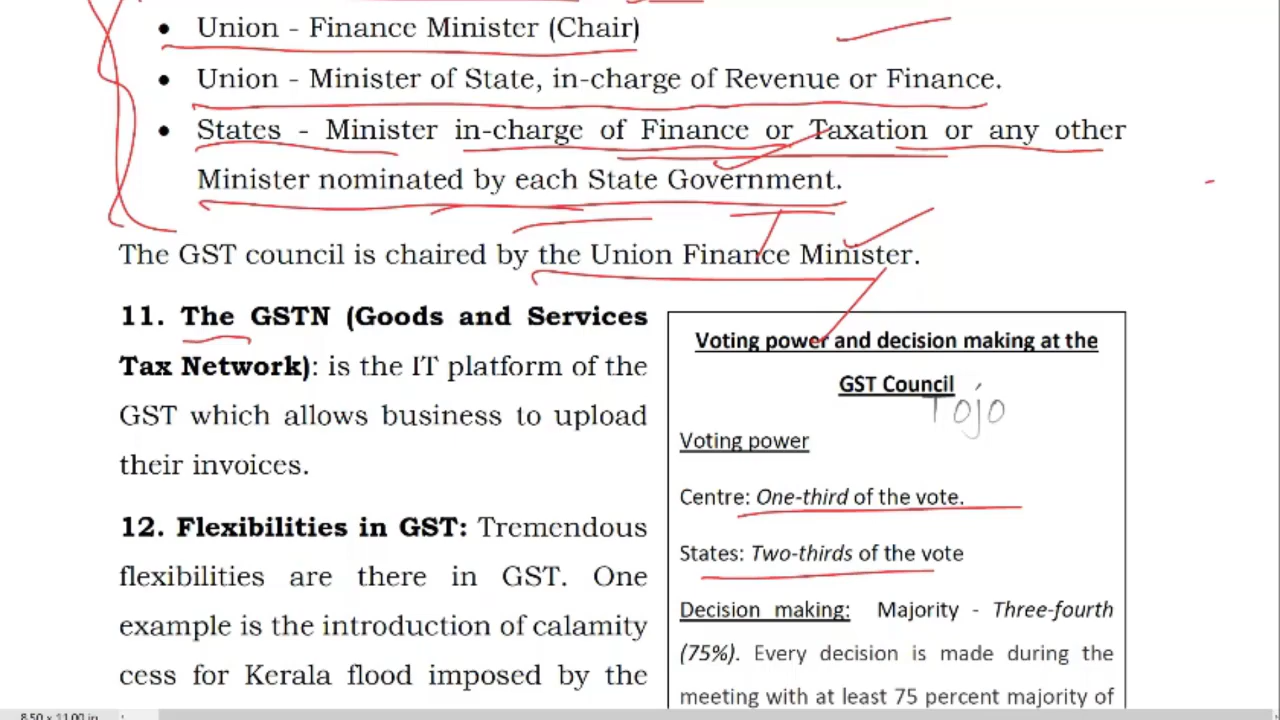 • Union - Finance Minister (Chair)
• Union - Minister of State, in-charge of Revenue or Finance.
• States - Minister in-charge of Finance or Taxation or any other
Minister nominated by each State Government.
The GST council is chaired by the Union Finance Minister.
11. The GSTN (Goods and Services
Tax Network): is the IT platform of the
GST which allows business to upload
their invoices.
12. Flexibilities in GST: Tremendous
flexibilities are there in GST. One
example is the introduction of calamity
cess for Kerala flood imposed by the
Voting power and decision making at the
GST Council
Tojo
Voting power
Centre: One-third of the vote.
States: Two-thirds of the vote
Decision making: Majority - Three-fourth
(75%). Every decision is made during the
meeting with at least 75 percent majority of
8.50 x 11.00 in